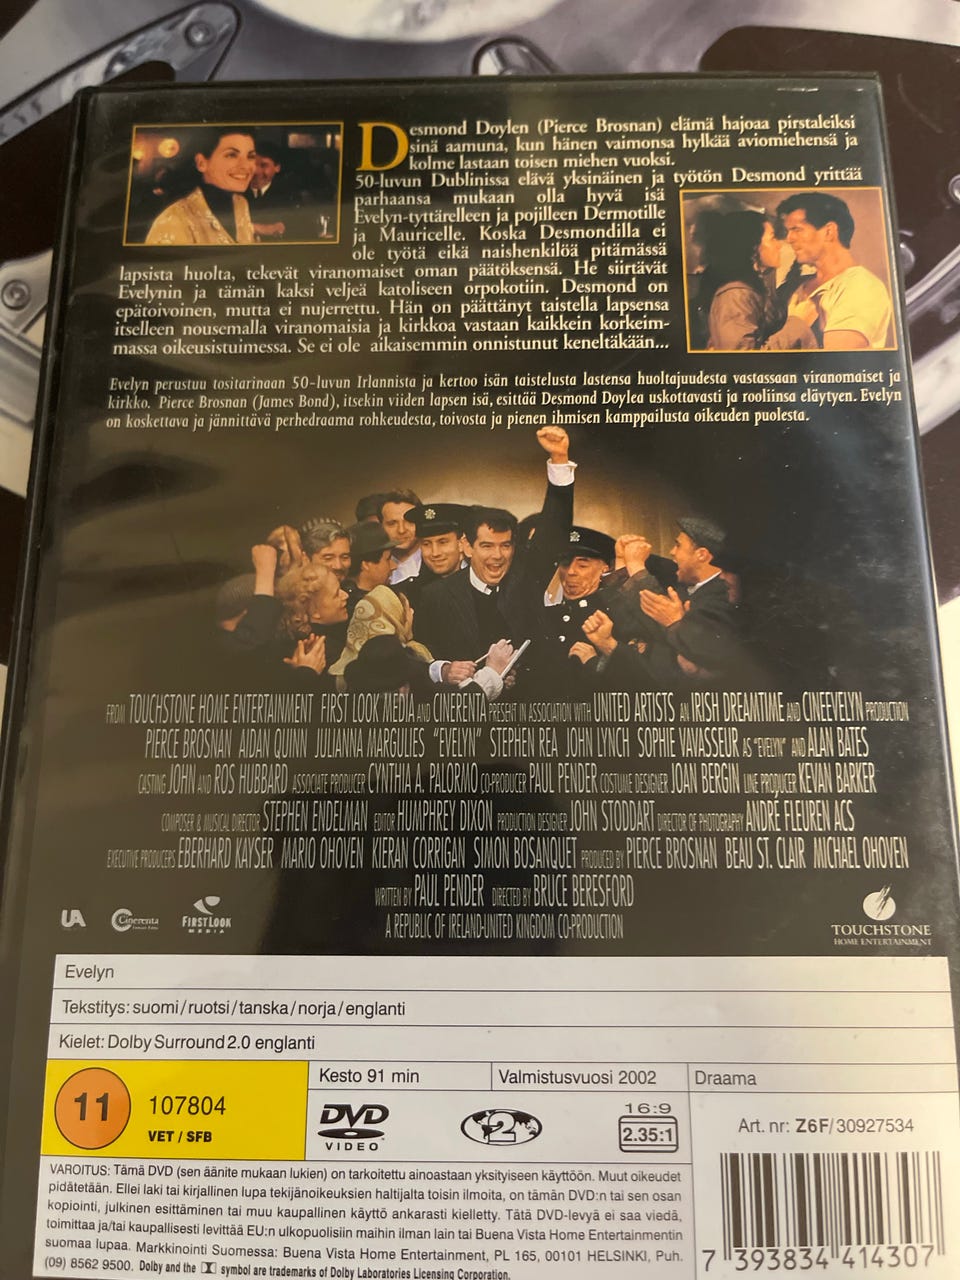 Desmond Doylen (Pierce Brosnan) elämä hajoaa pirstaleiksi
sinä aamuna, kun hänen vaimonsa hylkää aviomiehensä ja
kolme lastaan toisen miehen vuoksi.
50-luvun Dublinissa elävä yksinäinen ja työtön Desmond yrittää
parhaansa mukaan olla hyvä isä
Evelyn-tyttärelleen ja pojilleen Dermotille
ja Mauricelle. Koska Desmondilla ei
ole työtä eikä naishenkilöä pitämässä
lapsista huolta, tekevät viranomaiset oman päätöksensä. He siirtävät
Evelynin ja tämän kaksi veljeä katoliseen orpokotiin. Desmond on
epätoivoinen, mutta ei nujerrettu. Hän on päättänyt taistella lapsensa
itselleen nousemalla viranomaisia ja kirkkoa vastaan kaikkein korkeim-
massa oikeusistuimessa. Se ei ole aikaisemmin onnistunut keneltäkään...
Evelyn perustuu tositarinaan 50-luvun Irlannista ja kertoo isän taistelusta lastensa huoltajuudesta vastassaan viranomaiset ja
kirkko. Pierce Brosnan (James Bond), itsekin viiden lapsen isä, esittää Desmond Doylea uskottavasti ja rooliinsa eläytyen. Evelyn
on koskettava ja jännittävä perhedraama rohkeudesta, toivosta ja pienen ihmisen kamppailusta oikeuden puolesta.
FROM TOUCHSTONE HOME ENTERTAINMENT FIRST LOOK MEDIA AND CINERENTA PRESENT IN ASSOCIATION WITH UNITED ARTISTS AN IRISH DREAMTIME AND CINEEVELYN PRODUCTION
PIERCE BROSNAN AIDAN QUINN JULIANNA MARGULIES "EVELYN" STEPHEN REA JOHN LYNCH SOPHIE VAVASSEUR AS "EVELYN" AND ALAN BATES
CASTING JOHN AND ROS HUBBARD ASSOCIATE PRODUCER CYNTHIA A. PALORMO CO-PRODUCER PAUL PENDER COSTUME DESIGNER JOAN BERGIN LINE PRODUCER KEVAN BARKER
COMPOSER & MUSICAL DIRECTOR STEPHEN ENDELMAN EDITOR HUMPHREY DIXON PRODUCTION DESIGNER JOHN STODDART DIRECTOR OF PHOTOGRAPHY ANDRÉ FLEUREN ACS
EXECUTIVE PRODUCERS EBERHARD KAYSER MARIO OHOVEN KIERAN CORRIGAN SIMON BOSANQUET PRODUCED BY PIERCE BROSNAN BEAU ST. CLAIR MICHAEL OHOVEN
WRITTEN BY PAUL PENDER DIRECTED BY BRUCE BERESFORD
A REPUBLIC OF IRELAND-UNITED KINGDOM CO-PRODUCTION
UA
Cinerenta
FIRST LOOK
MEDIA
TOUCHSTONE
HOME ENTERTAINMENT
Evelyn
Tekstitys: suomi/ruotsi/tanska/norja/englanti
Kielet: Dolby Surround 2.0 englanti
11
107804
VET / SFB
Kesto 91 min
Valmistusvuosi 2002
Draama
DVD
VIDEO
2
16:9
2.35:1
Art. nr: Z6F/30927534
VAROITUS: Tämä DVD (sen äänite mukaan lukien) on tarkoitettu ainoastaan yksityiseen käyttöön. Muut oikeudet
pidätetään. Ellei laki tai kirjallinen lupa tekijänoikeuksien haltijalta toisin ilmoita, on tämän DVD:n tai sen osan
kopiointi, julkinen esittäminen tai muu kaupallinen käyttö ankarasti kielletty. Tätä DVD-levyä ei saa viedä,
toimittaa ja/tai kaupallisesti levittää EU:n ulkopuolisiin maihin ilman lain tai Buena Vista Home Entertainmentin
suomaa lupaa. Markkinointi Suomessa: Buena Vista Home Entertainment, PL 165, 00101 HELSINKI, Puh.
(09) 8562 9500. Dolby and the symbol are trademarks of Dolby Laboratories Licensing Corporation.
7 393834 414307